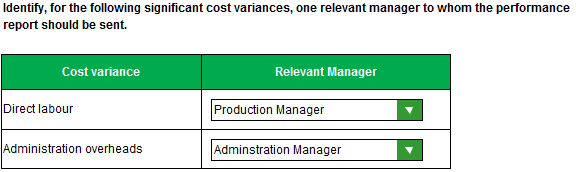 Identify, for the following significant cost variances, one relevant manager to whom the performance
report should be sent.
Cost variance Relevant Manager
Direct labour Production Manager
Administration overheads Adminstration Manager